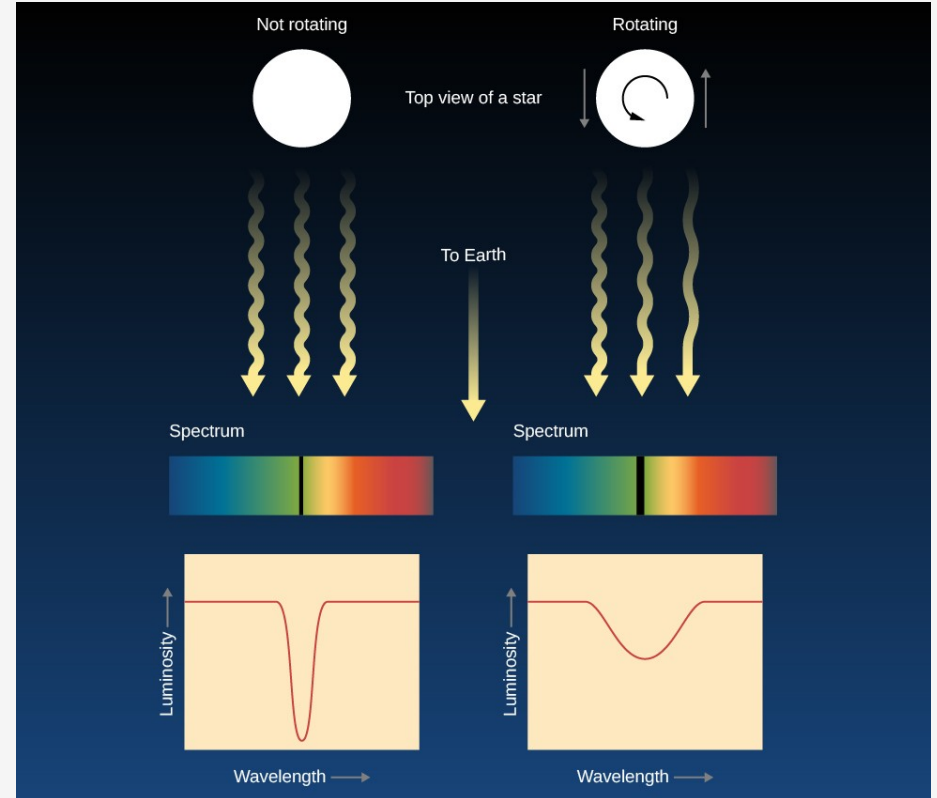 Not rotating
Rotating
Top view of a star
To Earth
Spectrum
Spectrum
Luminosity
Luminosity
Wavelength
Wavelength